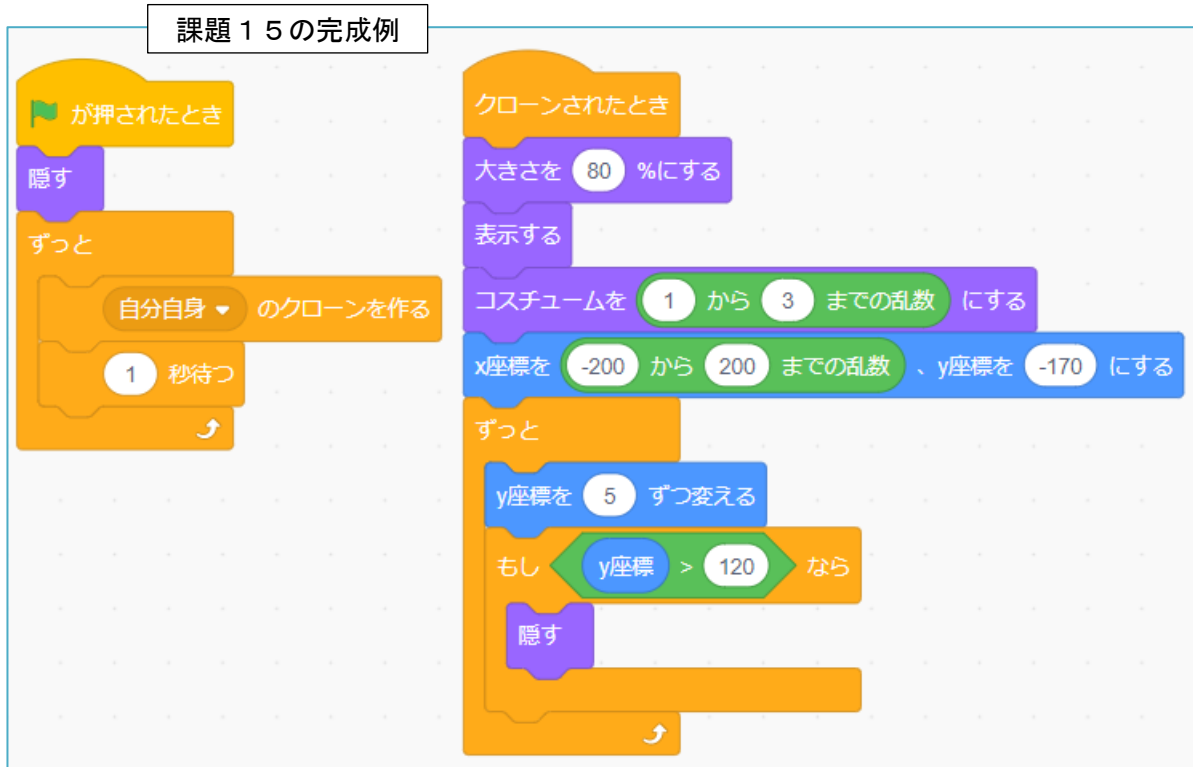 課題１５の完成例
が押されたとき
隠す
ずっと
自分自身 のクローンを作る
1 秒待つ
クローンされたとき
大きさを 80 %にする
表示する
コスチュームを 1 から 3 までの乱数 にする
x座標を -200 から 200 までの乱数 、y座標を -170 にする
ずっと
y座標を 5 ずつ変える
もし y座標 > 120 なら
隠す